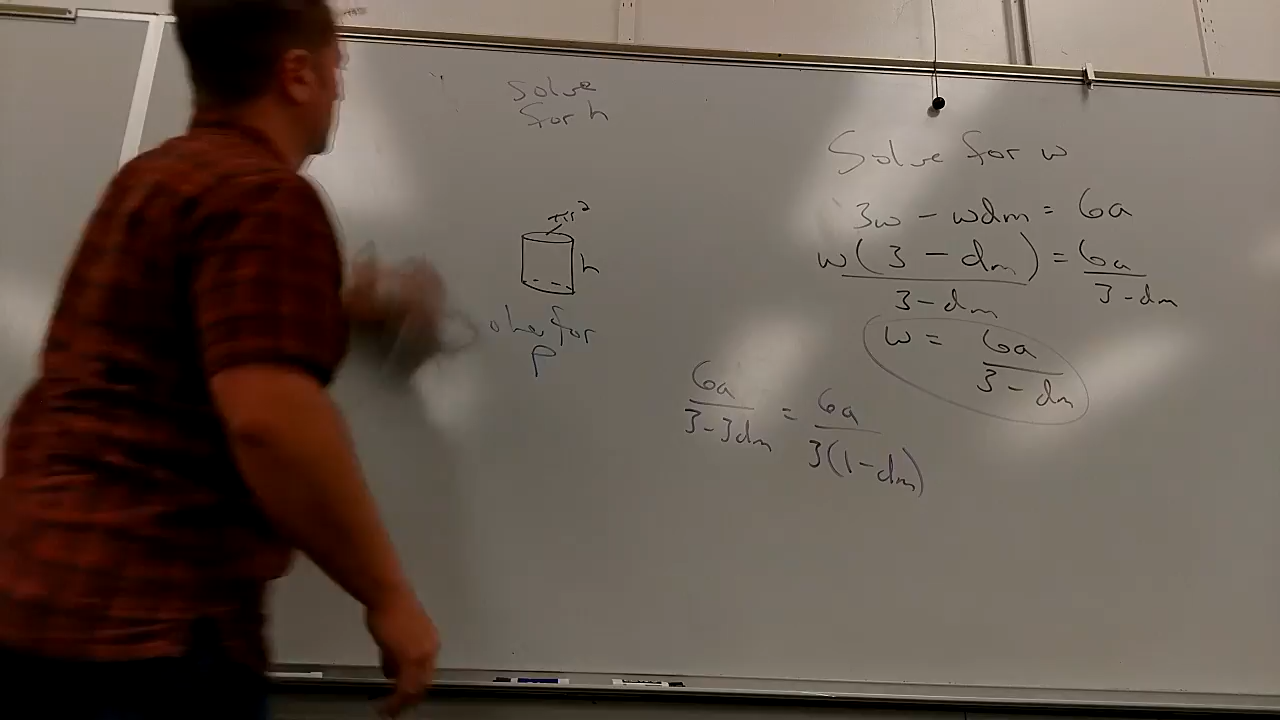 Solve
for h
πr²
h
for
P
Solve for w
3w - wdm = 6a
w(3 - dm) = 6a
3-dm 3-dm
w = 6a
3 - dm
6a = 6a
3-3dm 3(1-dm)